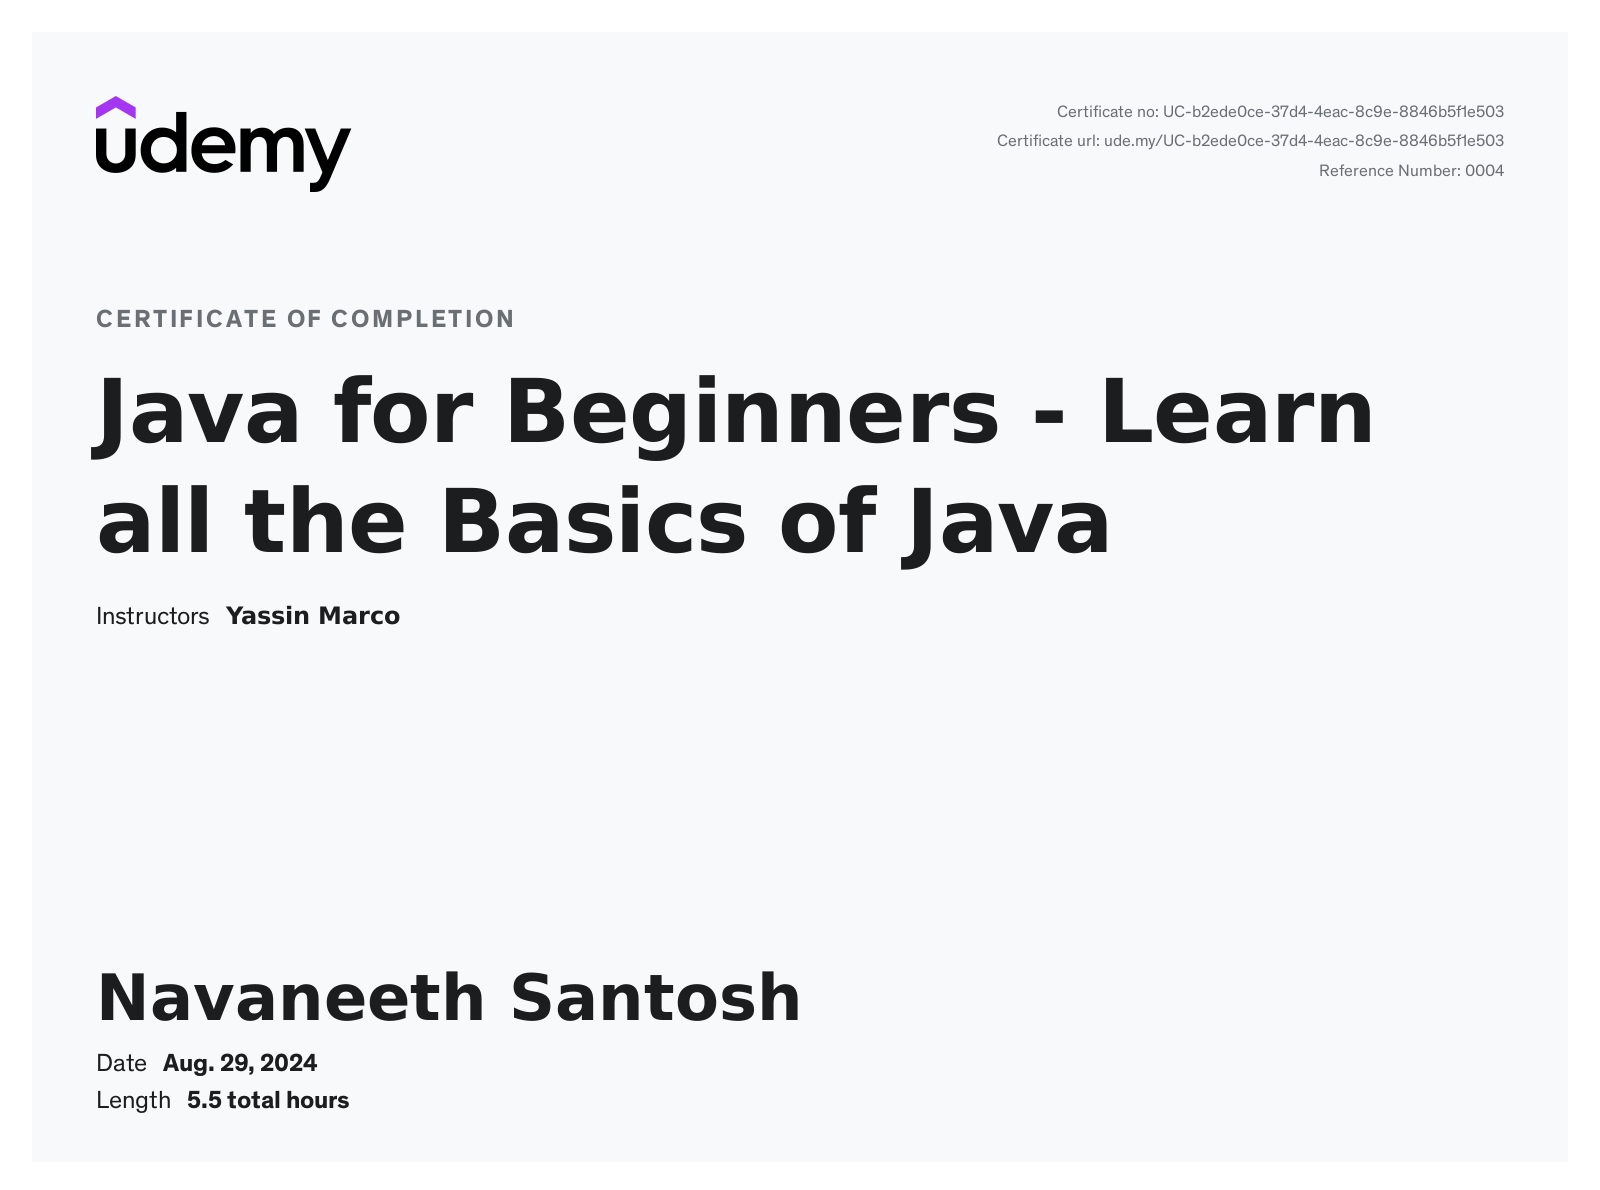 udemy
Certificate no: UC-b2ede0ce-37d4-4eac-8c9e-8846b5f1e503
Certificate url: ude.my/UC-b2ede0ce-37d4-4eac-8c9e-8846b5f1e503
Reference Number: 0004
CERTIFICATE OF COMPLETION
Java for Beginners - Learn
all the Basics of Java
Instructors Yassin Marco
Navaneeth Santosh
Date Aug. 29, 2024
Length 5.5 total hours